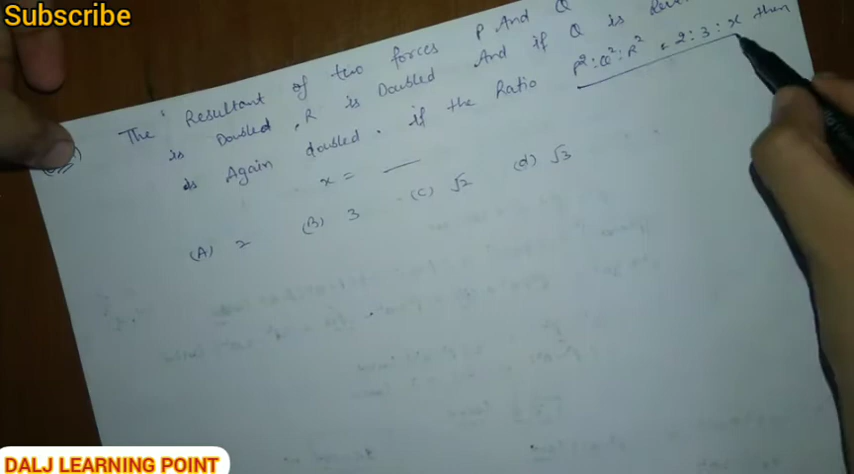 Subscribe
The Resultant of two forces P And Q
is Doubled, R is Doubled And if Q is
is Again doubled. if the Ratio P²:Q²:R² = 2:3:x then
x = __
(A) 2 (B) 3 (C) √2 (d) √3
DALJ LEARNING POINT